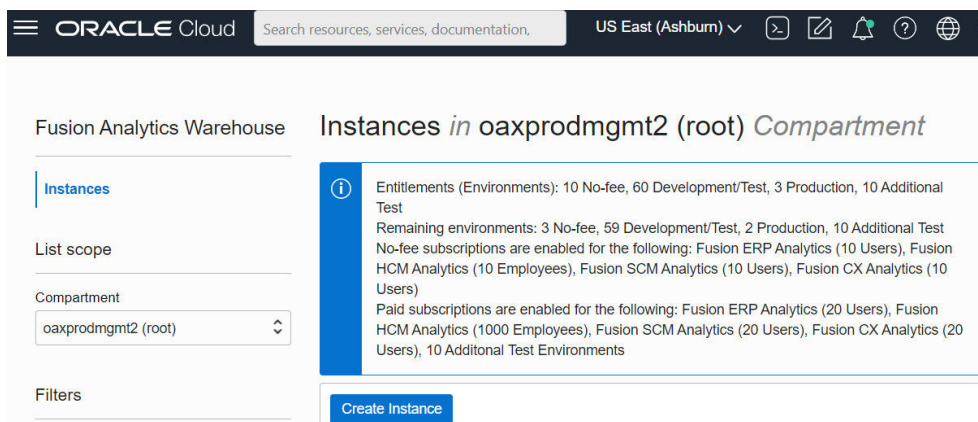 ORACLE Cloud
Search resources, services, documentation,
US East (Ashburn)
Fusion Analytics Warehouse
Instances
List scope
Compartment
oaxprodmgmt2 (root)
Filters
Instances in oaxprodmgmt2 (root) Compartment
Entitlements (Environments): 10 No-fee, 60 Development/Test, 3 Production, 10 Additional
Test
Remaining environments: 3 No-fee, 59 Development/Test, 2 Production, 10 Additional Test
No-fee subscriptions are enabled for the following: Fusion ERP Analytics (10 Users), Fusion
HCM Analytics (10 Employees), Fusion SCM Analytics (10 Users), Fusion CX Analytics (10
Users)
Paid subscriptions are enabled for the following: Fusion ERP Analytics (20 Users), Fusion
HCM Analytics (1000 Employees), Fusion SCM Analytics (20 Users), Fusion CX Analytics (20
Users), 10 Additonal Test Environments
Create Instance